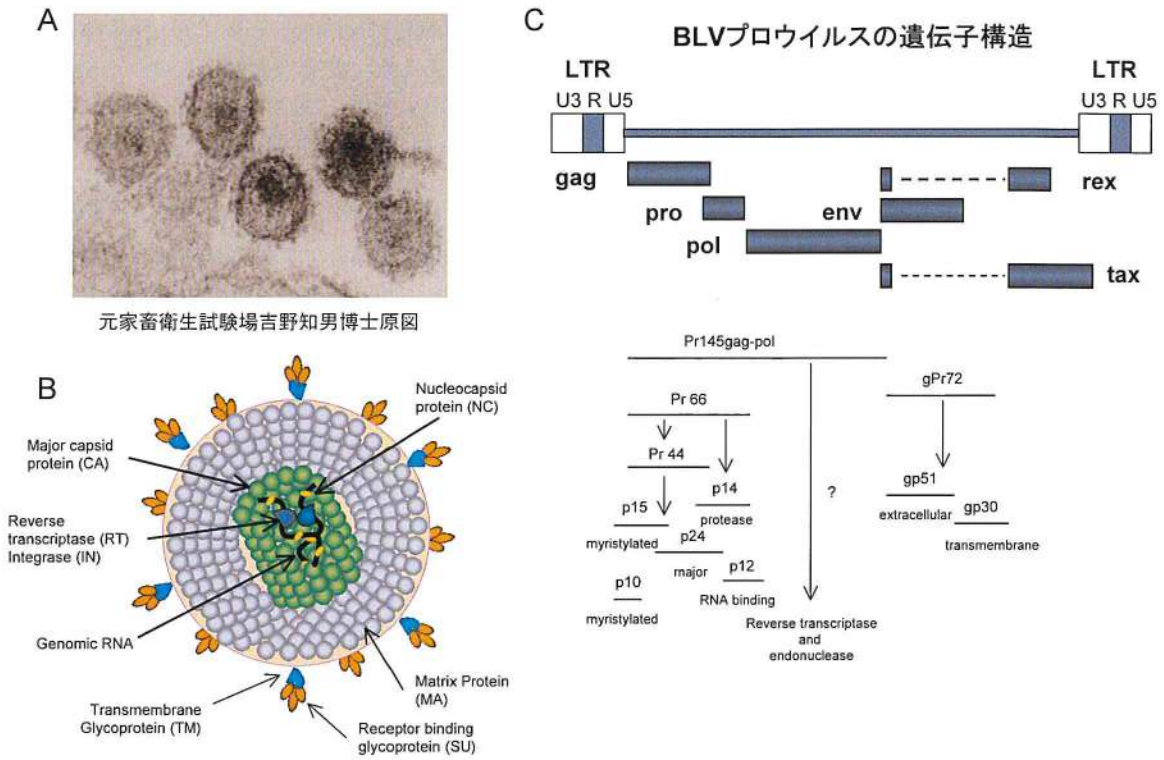 A
元家畜衛生試験場吉野知男博士原図
B
Nucleocapsid
protein (NC)
Major capsid
protein (CA)
Reverse
transcriptase (RT)
Integrase (IN)
Genomic RNA
Matrix Protein
(MA)
Transmembrane
Glycoprotein (TM)
Receptor binding
glycoprotein (SU)
C
BLVプロウイルスの遺伝子構造
LTR LTR
U3 R U5 U3 R U5
gag rex
pro env
pol
tax
Pr145gag-pol
gPr72
Pr 66
Pr 44
gp51
p14
extracellular
protease
gp30
p15
?
transmembrane
myristylated
p24
major
p12
p10
RNA binding
myristylated
Reverse transcriptase
and
endonuclease